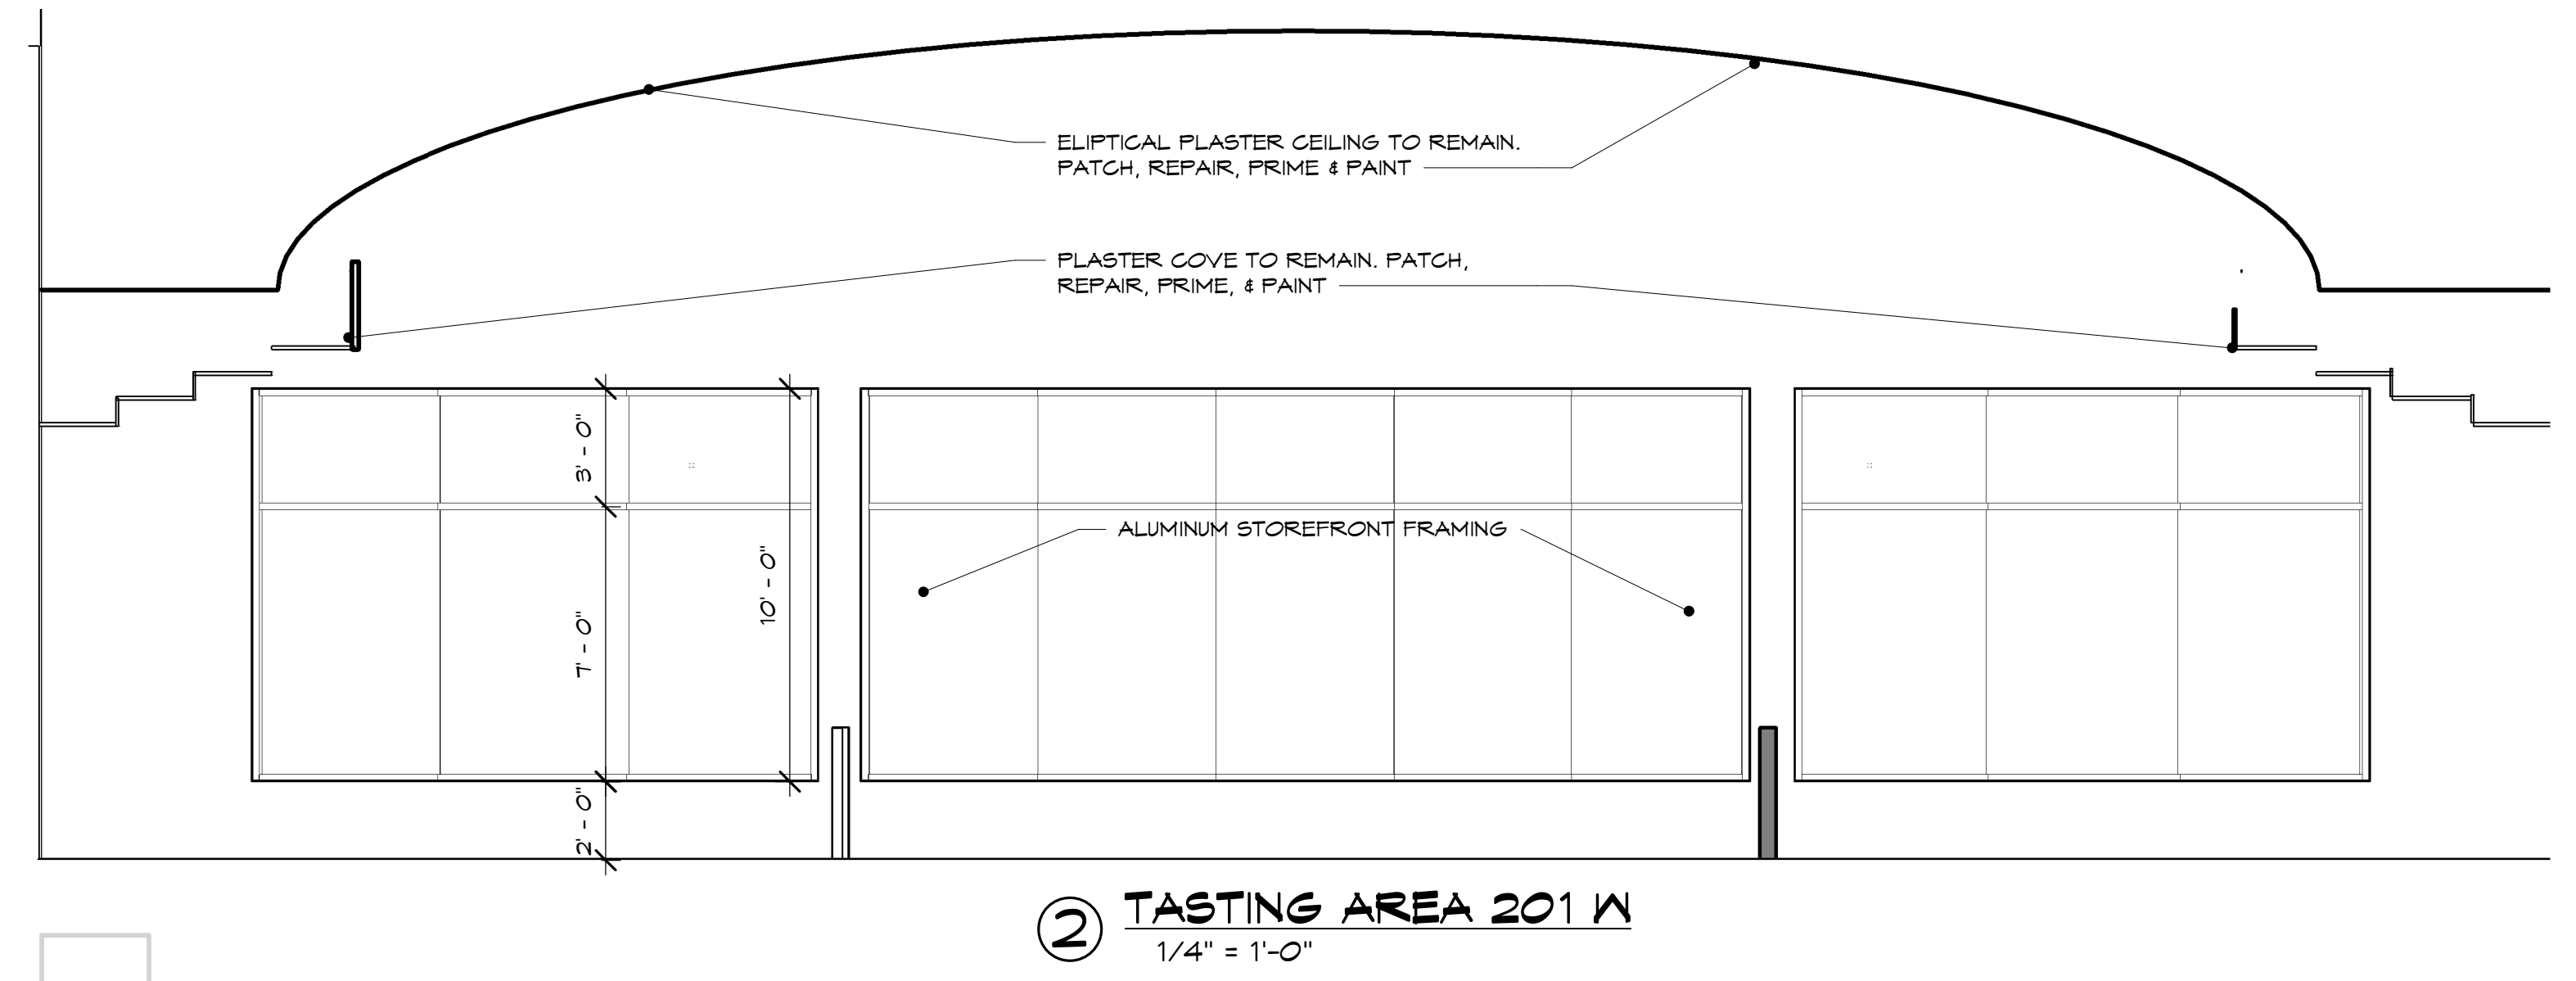 ELIPTICAL PLASTER CEILING TO REMAIN.
PATCH, REPAIR, PRIME & PAINT
PLASTER COVE TO REMAIN. PATCH,
REPAIR, PRIME, & PAINT
3' - 0"
ALUMINUM STOREFRONT FRAMING
10' - 0"
7' - 0"
2' - 0"
2
TASTING AREA 201 W
1/4" = 1'-0"